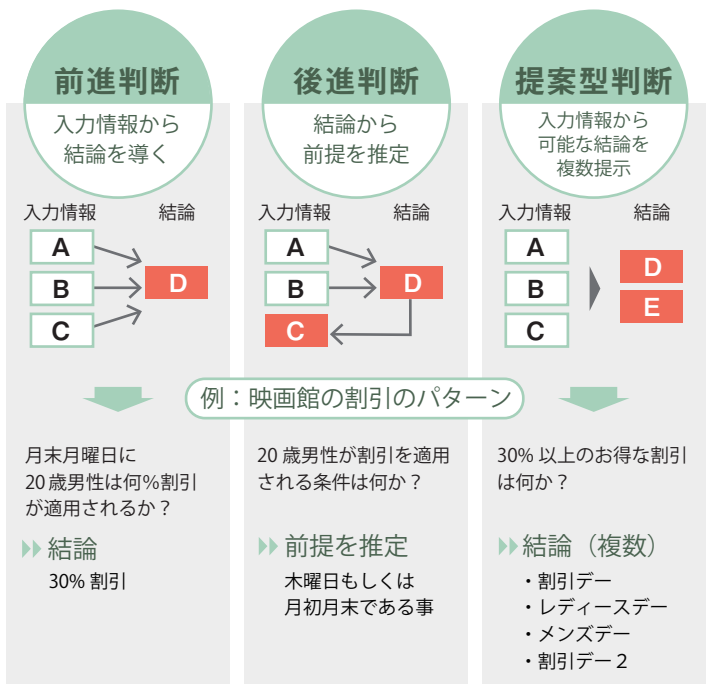 前進判断
入力情報から
結論を導く
入力情報 結論
A
B
C
D
後進判断
結論から
前提を推定
入力情報 結論
A
B
C
D
提案型判断
入力情報から
可能な結論を
複数提示
入力情報 結論
A
B
C
D
E
例：映画館の割引のパターン
月末月曜日に
20歳男性は何%割引
が適用されるか？
結論
30% 割引
20 歳男性が割引を適用
される条件は何か？
前提を推定
木曜日もしくは
月初月末である事
30% 以上のお得な割引
は何か？
結論（複数）
・割引デー
・レディースデー
・メンズデー
・割引デー２